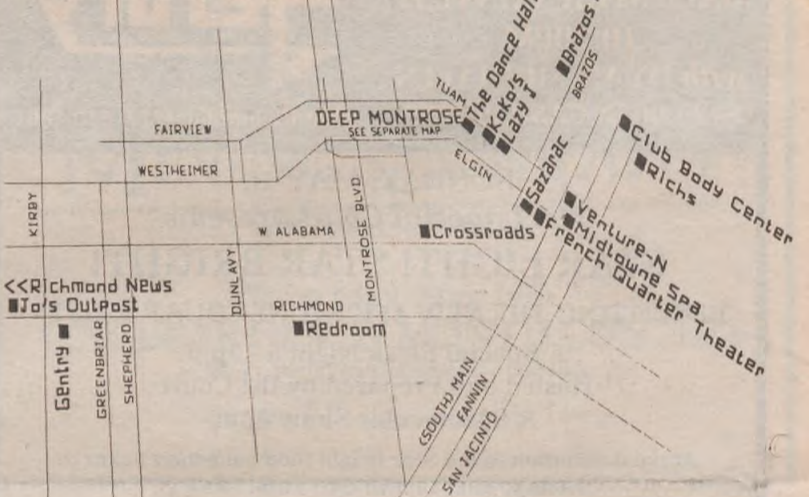 The Dance Hal
KoKo's
Lazy J
Brazos
BRAZOS
TUAM
DEEP MONTROSE
SEE SEPARATE MAP
FAIRVIEW
WESTHEIMER
ELGIN
Sazarac
Club Body Center
Richs
Venture-N
Midtowne Spa
French Quarter Theater
KIRBY
W ALABAMA
MONTROSE BLVD
Crossroads
<<Richmond News
Jo's Outpost
DUNLAVY
RICHMOND
Redroom
Gentry
GREENBRIAR
SHEPHERD
(SOUTH) MAIN
FANNIN
SAN JACINTO